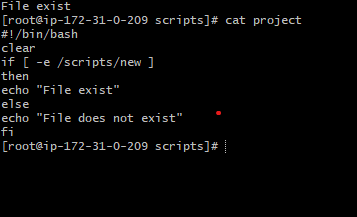 File exist
[root@ip-172-31-0-209 scripts]# cat project
#!/bin/bash
clear
if [ -e /scripts/new ]
then
echo "File exist"
else
echo "File does not exist"
fi
[root@ip-172-31-0-209 scripts]#